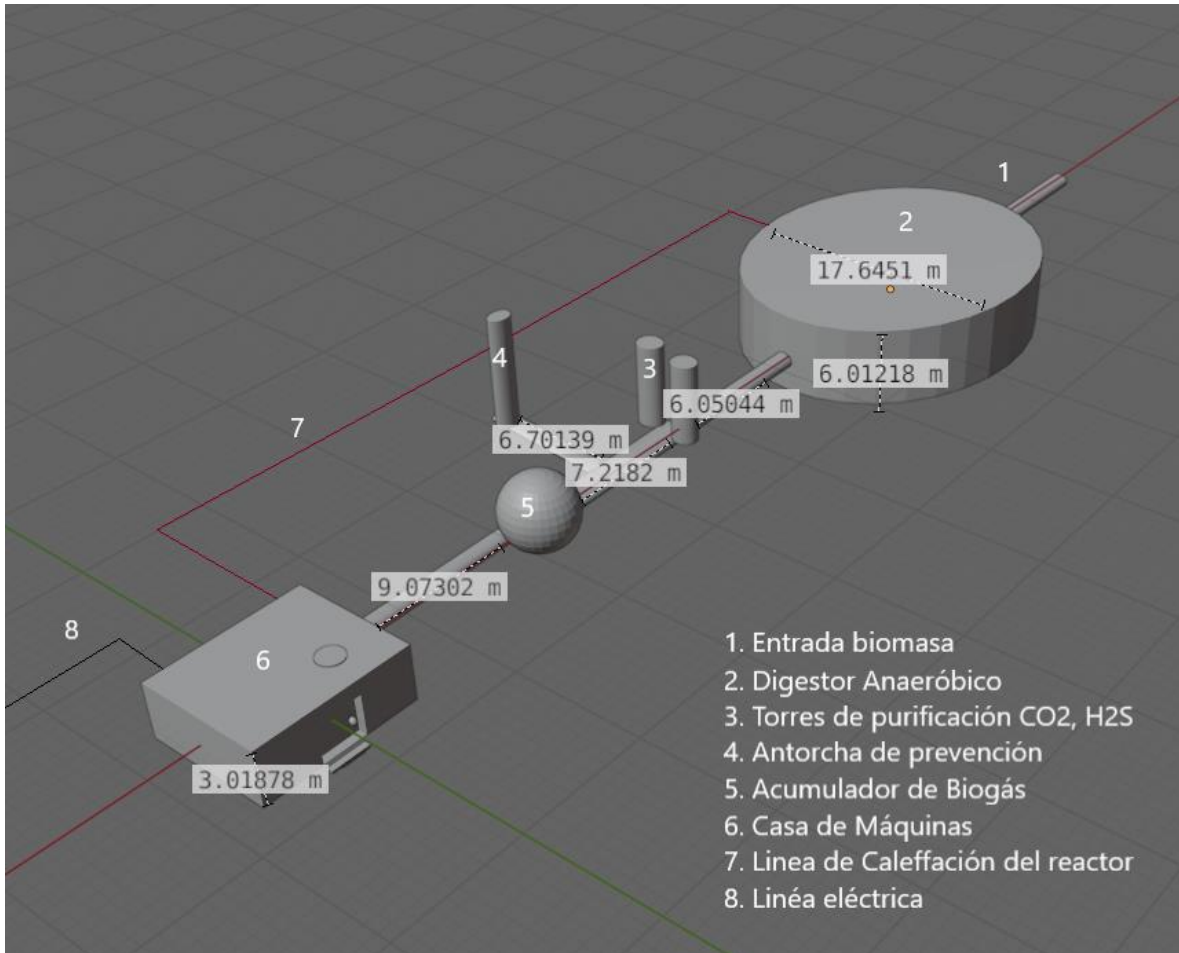 1
2
17.6451 m
4
3
6.01218 m
6.05044 m
7
6.70139 m
7.2182 m
5
9.07302 m
8
6
3.01878 m
1. Entrada biomasa
2. Digestor Anaeróbico
3. Torres de purificación CO2, H2S
4. Antorcha de prevención
5. Acumulador de Biogás
6. Casa de Máquinas
7. Linea de Caleffación del reactor
8. Linéa eléctrica